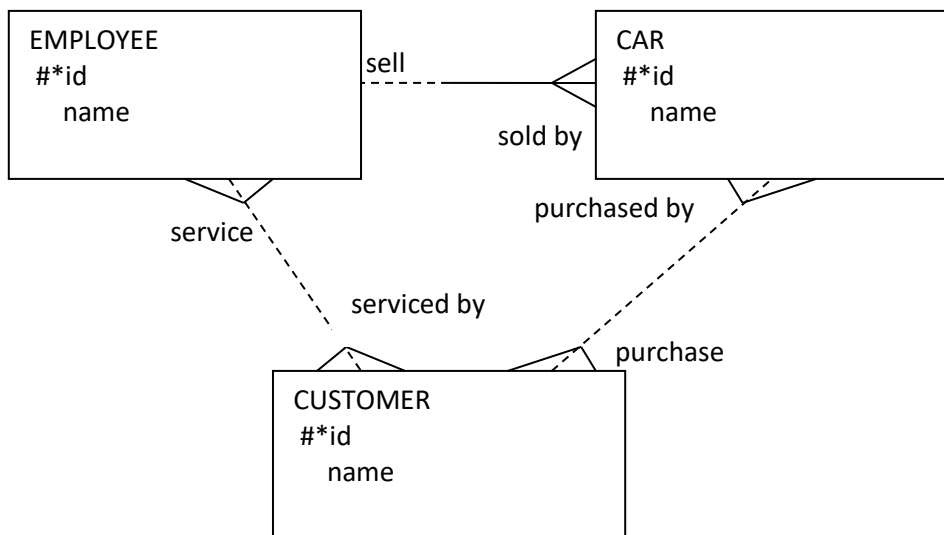 EMPLOYEE
#*id
name
sell
CAR
#*id
name
sold by
purchased by
service
serviced by
purchase
CUSTOMER
#*id
name